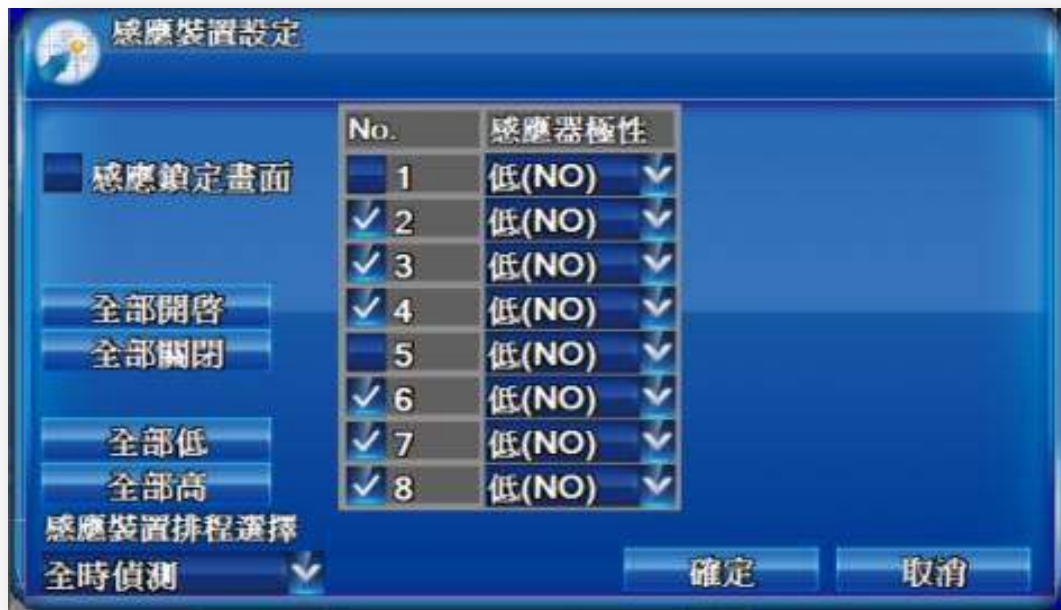 感應裝置設定
No. 感應器極性
感應鎖定畫面
1 低(NO)
2 低(NO)
3 低(NO)
全部開啓
4 低(NO)
全部關閉
5 低(NO)
6 低(NO)
全部低
7 低(NO)
全部高
8 低(NO)
感應裝置排程選擇
全時偵測
確定
取消